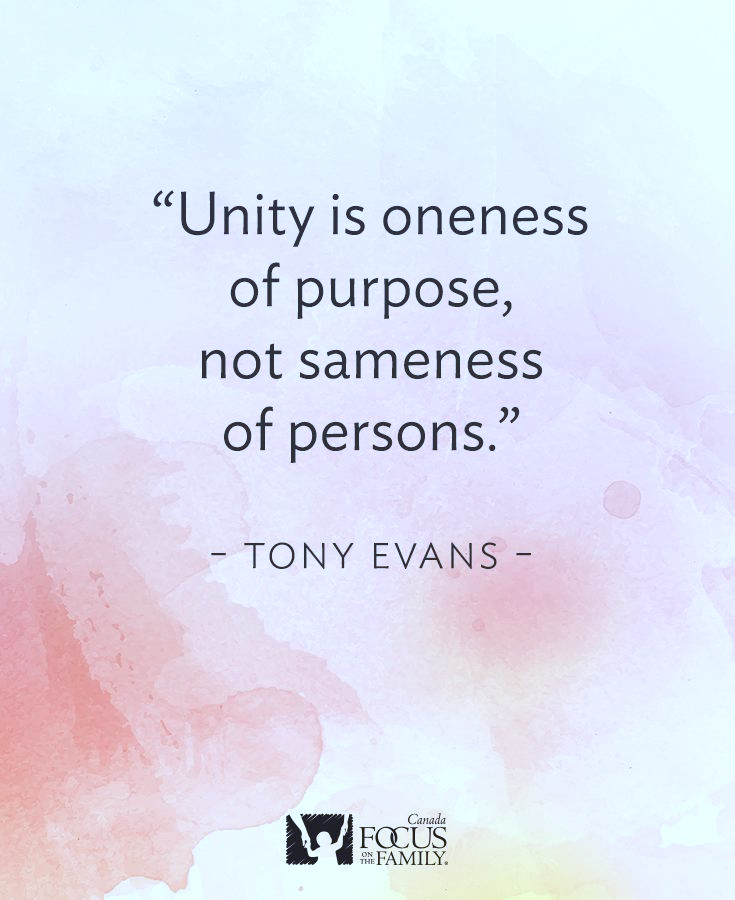 “Unity is oneness
of purpose,
not sameness
of persons.”
– TONY EVANS –
Canada
FOCUS
ON THE FAMILY®